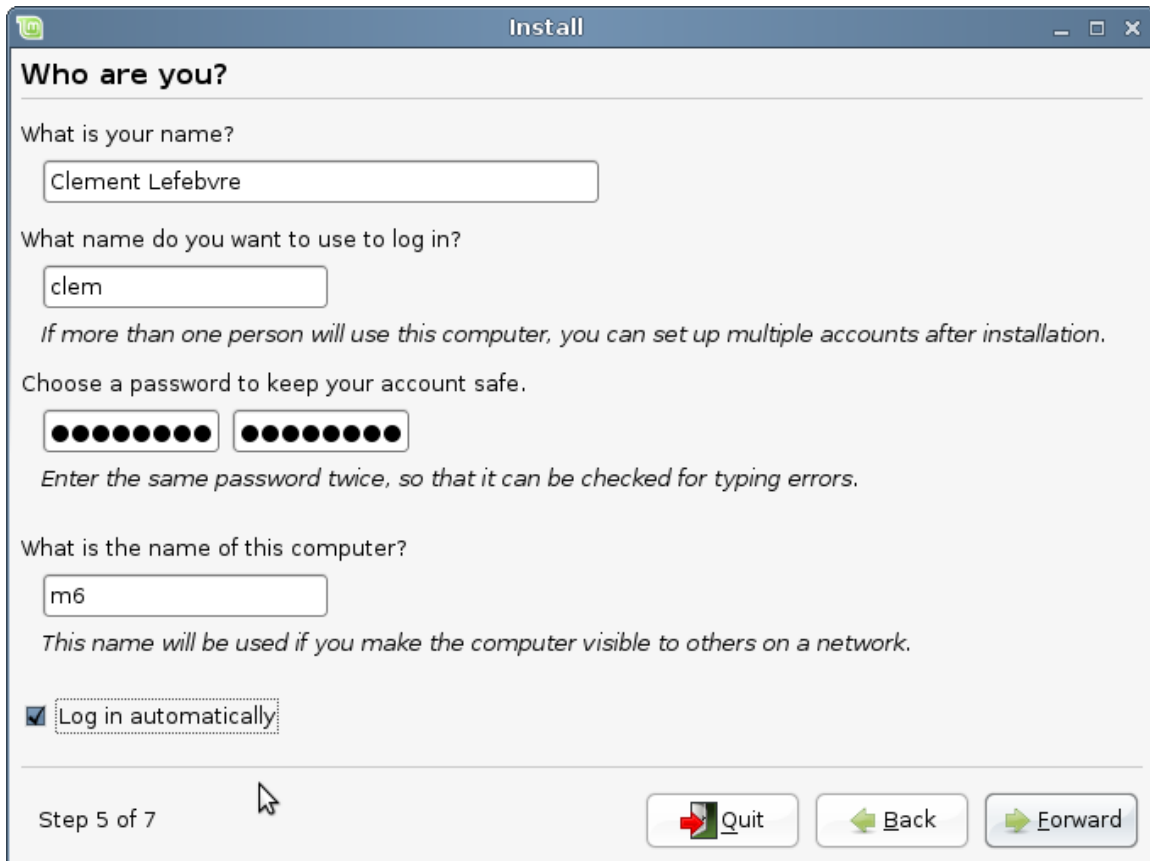 Install
Who are you?
What is your name?
Clement Lefebvre
What name do you want to use to log in?
clem
If more than one person will use this computer, you can set up multiple accounts after installation.
Choose a password to keep your account safe.
●●●●●●●● ●●●●●●●●
Enter the same password twice, so that it can be checked for typing errors.
What is the name of this computer?
m6
This name will be used if you make the computer visible to others on a network.
Log in automatically
Step 5 of 7 Quit Back Forward